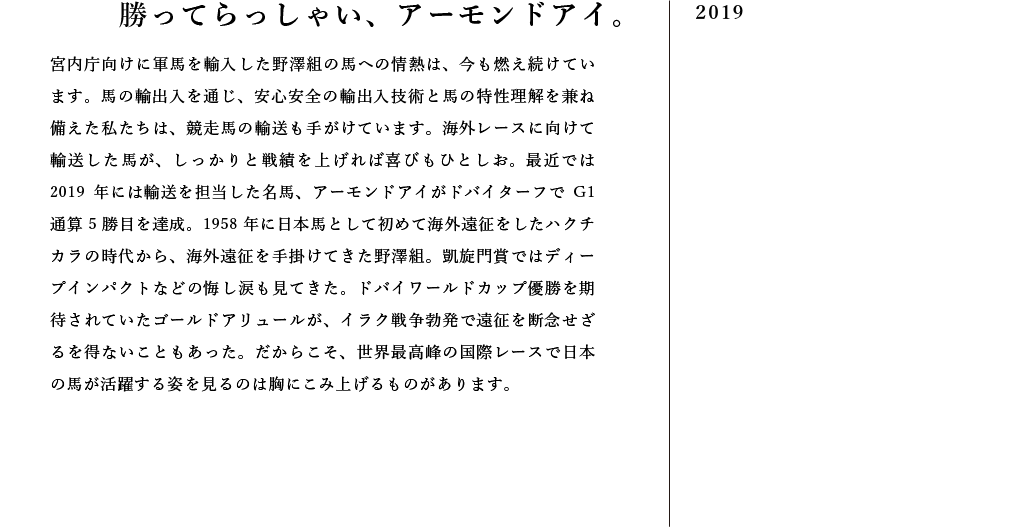 勝ってらっしゃい、アーモンドアイ。
2019
宮内庁向けに軍馬を輸入した野澤組の馬への情熱は、今も燃え続けてい
ます。馬の輸出入を通じ、安心安全の輸出入技術と馬の特性理解を兼ね
備えた私たちは、競走馬の輸送も手がけています。海外レースに向けて
輸送した馬が、しっかりと戦績を上げれば喜びもひとしお。最近では
2019 年には輸送を担当した名馬、アーモンドアイがドバイターフで G1
通算 5 勝目を達成。1958 年に日本馬として初めて海外遠征をしたハクチ
カラの時代から、海外遠征を手掛けてきた野澤組。凱旋門賞ではディー
プインパクトなどの悔し涙も見てきた。ドバイワールドカップ優勝を期
待されていたゴールドアリュールが、イラク戦争勃発で遠征を断念せざ
るを得ないこともあった。だからこそ、世界最高峰の国際レースで日本
の馬が活躍する姿を見るのは胸にこみ上げるものがあります。